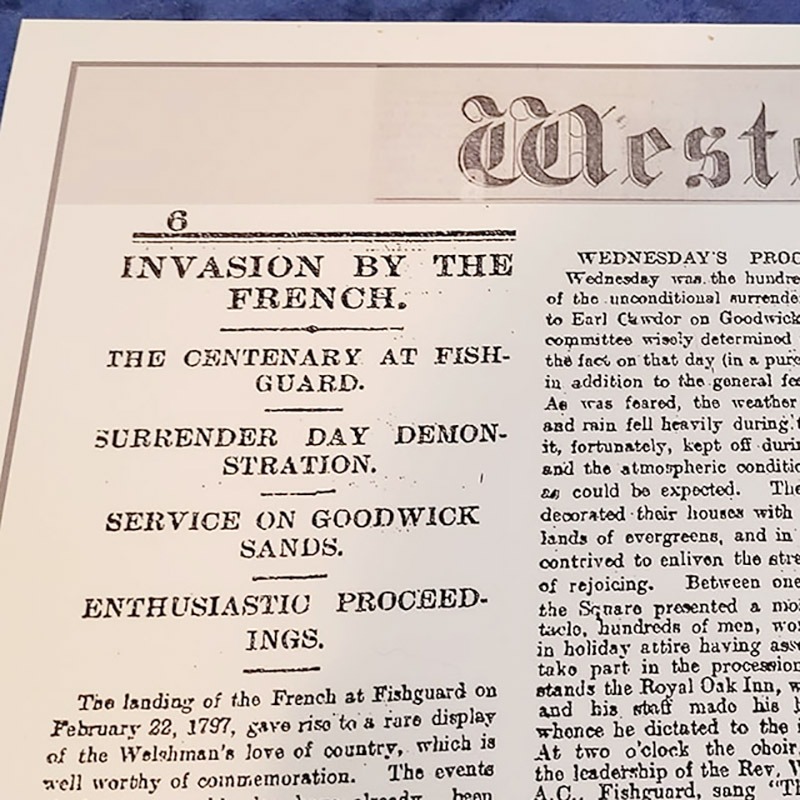 West
6
INVASION BY THE
FRENCH.
THE CENTENARY AT FISH-
GUARD.
SURRENDER DAY DEMON-
STRATION.
SERVICE ON GOODWICK
SANDS.
ENTHUSIASTIC PROCEED-
INGS.
The landing of the French at Fishguard on
February 22, 1797, gave rise to a rare display
of the Welshman's love of country, which is
well worthy of commemoration. The events
already been
WEDNESDAY'S PROC
Wednesday was the hundre
of the unconditional surrende
to Earl Cawdor on Goodwick
committee wisely determined
the fact on that day (in a pure
in addition to the general fes
As was feared, the weather
and rain fell heavily during t
it, fortunately, kept off durin
and the atmospheric conditio
as could be expected. The
decorated their houses with
lands of evergreens, and in
contrived to enliven the stre
of rejoicing. Between one
the Square presented a mo
tacle, hundreds of men, wo
in holiday attire having ass
take part in the procession
stands the Royal Oak Inn, w
and his staff made his h
whence he dictated to the i
At two o'clock the choir,
the leadership of the Rev. W
A.C., Fishguard, sang "Th